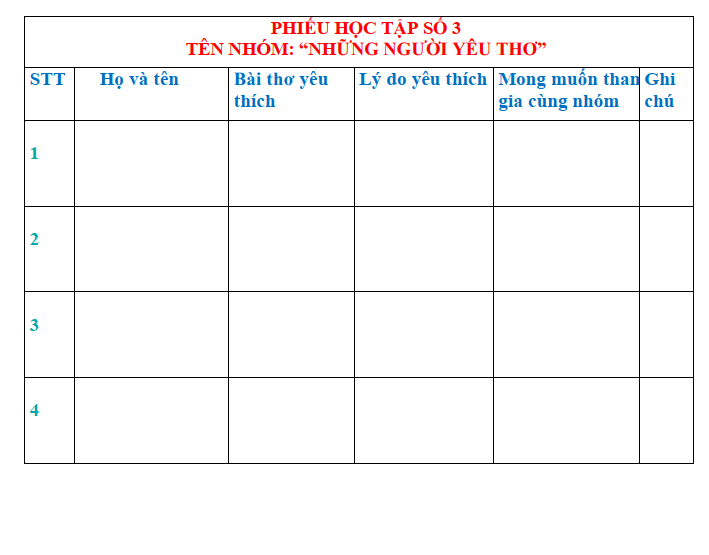 PHIẾU HỌC TẬP SỐ 3
TÊN NHÓM: “NHỮNG NGƯỜI YÊU THƠ”
STT Họ và tên Bài thơ yêu thích Lý do yêu thích Mong muốn than gia cùng nhóm Ghi chú
1
2
3
4